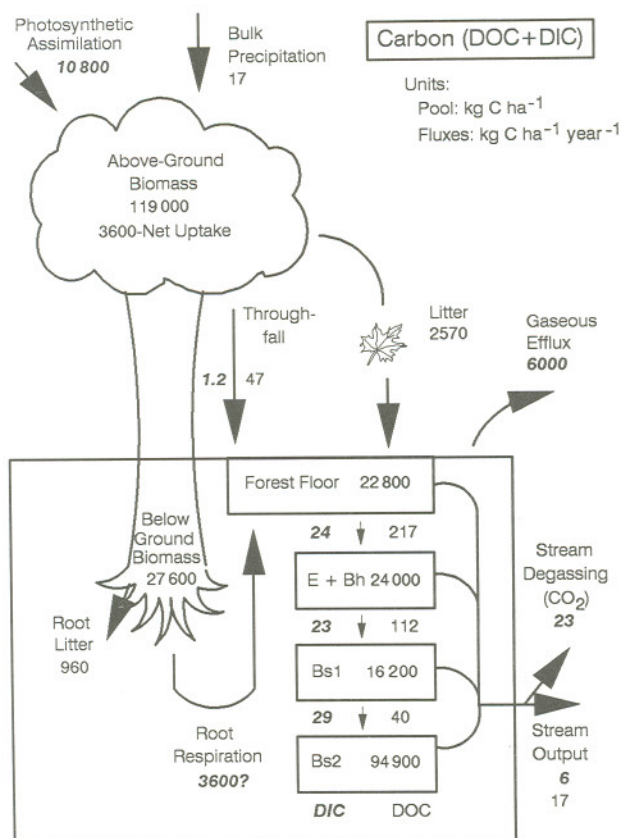 Photosynthetic
Assimilation
10 800
Bulk
Precipitation
17
Carbon (DOC+DIC)
Units:
Pool: kg C ha⁻¹
Fluxes: kg C ha⁻¹ year⁻¹
Above-Ground
Biomass
119 000
3600-Net Uptake
Through-
fall
1.2 47
Litter
2570
Gaseous
Efflux
6000
Forest Floor 22 800
24 217
E + Bh 24 000
23 112
Bs1 16 200
29 40
Bs2 94 900
DIC DOC
Below
Ground
Biomass
27 600
Root
Litter
960
Root
Respiration
3600?
Stream
Degassing
(CO₂)
23
Stream
Output
6
17